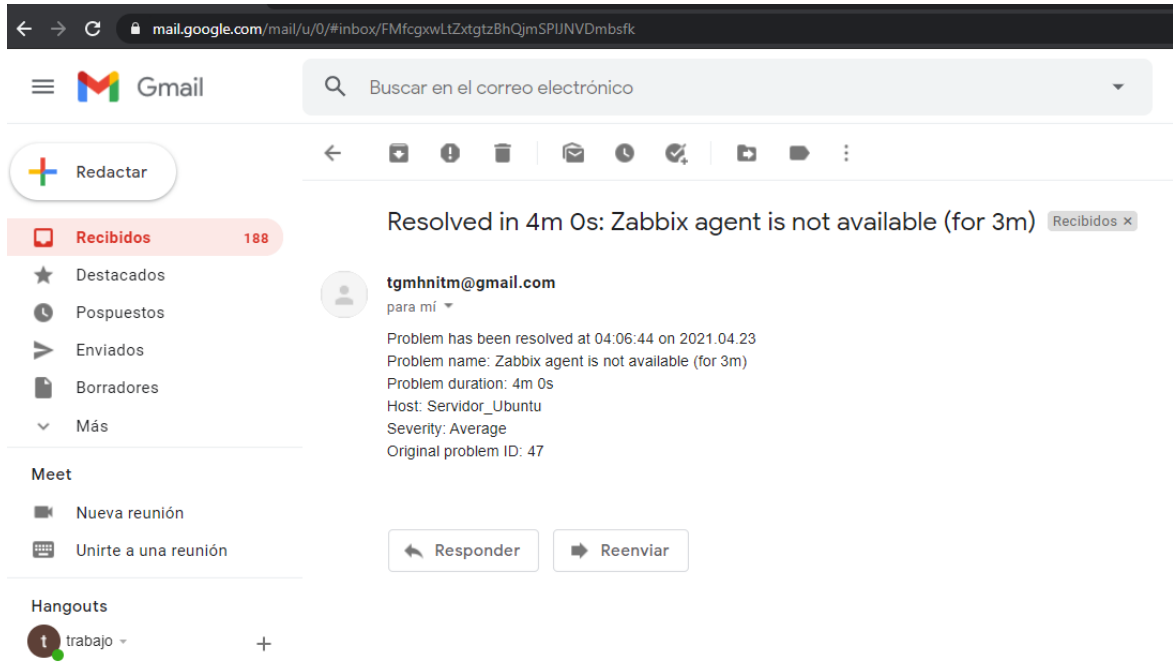 mail.google.com/mail/u/0/#inbox/FMfcgxwLtZxtgtzBhQjmSPlJNVDmbsfk
Gmail
Buscar en el correo electrónico
Redactar
Recibidos 188
Destacados
Pospuestos
Enviados
Borradores
Más
Meet
Nueva reunión
Unirte a una reunión
Hangouts
t trabajo
Resolved in 4m 0s: Zabbix agent is not available (for 3m) Recibidos ×
tgmhnitm@gmail.com
para mí
Problem has been resolved at 04:06:44 on 2021.04.23
Problem name: Zabbix agent is not available (for 3m)
Problem duration: 4m 0s
Host: Servidor_Ubuntu
Severity: Average
Original problem ID: 47
Responder Reenviar